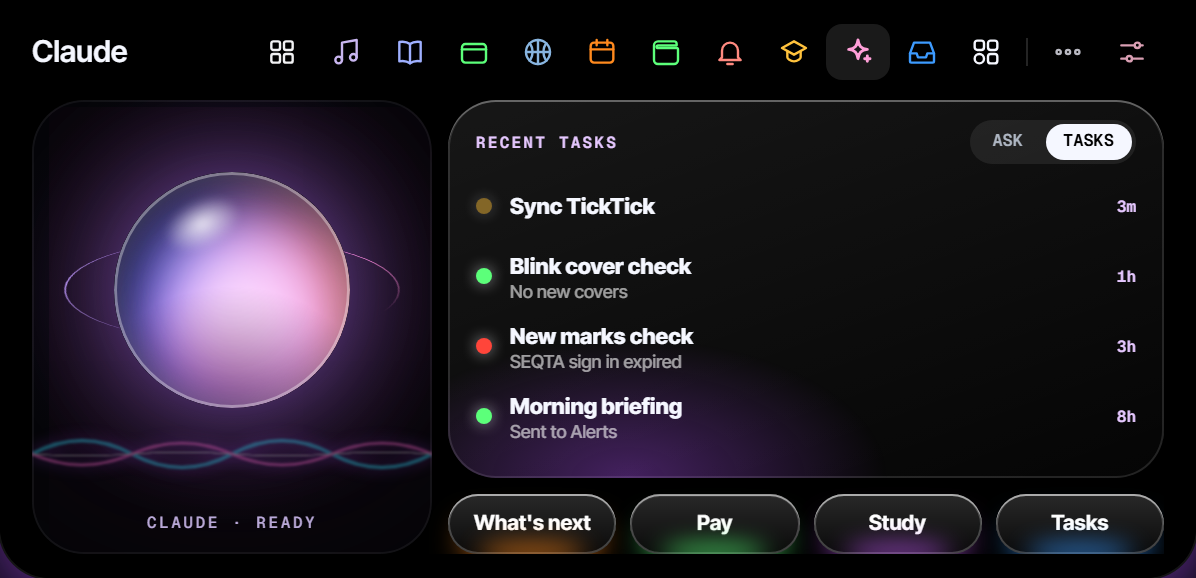 Claude
RECENT TASKS
ASK
TASKS
Sync TickTick
3m
Blink cover check
1h
No new covers
New marks check
3h
SEQTA sign in expired
Morning briefing
8h
Sent to Alerts
CLAUDE · READY
What's next
Pay
Study
Tasks